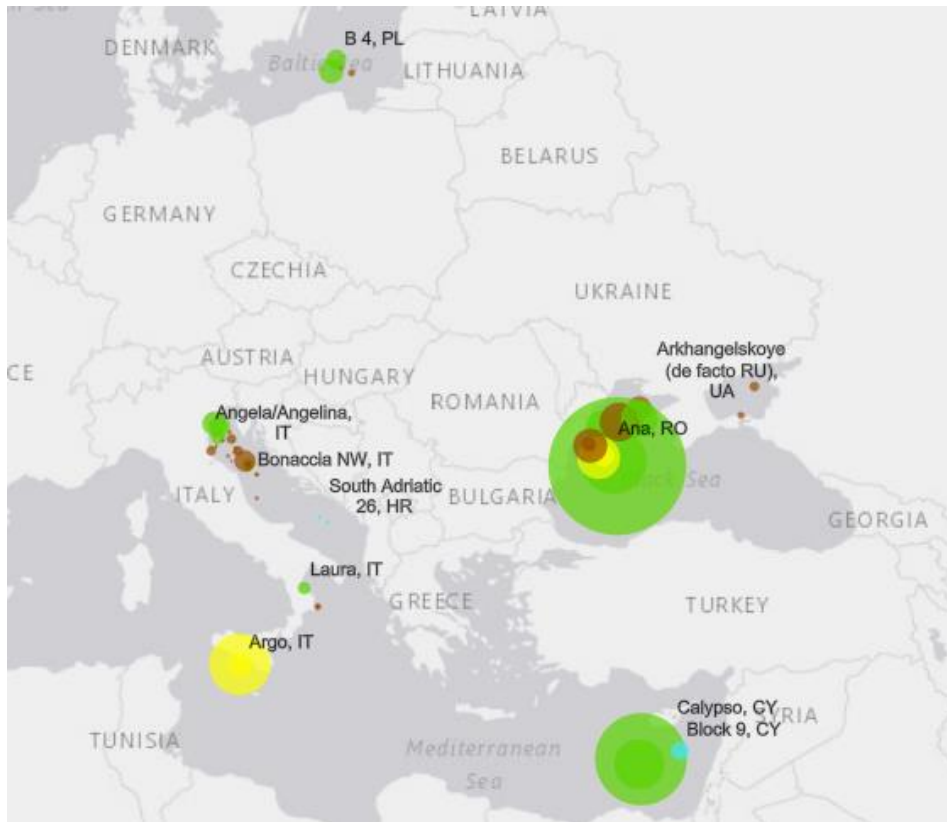 LATVIA
DENMARK
B 4, PL
Baltic Sea
LITHUANIA
BELARUS
GERMANY
CZECHIA
UKRAINE
AUSTRIA
HUNGARY
Arkhangelskoye
(de facto RU),
UA
CE
ROMANIA
Angela/Angelina,
IT
Ana, RO
Bonaccia NW, IT
ITALY
South Adriatic
26, HR
BULGARIA
Black Sea
GEORGIA
Laura, IT
GREECE
TURKEY
Argo, IT
Calypso, CY
SYRIA
Block 9, CY
TUNISIA
Mediterranean
Sea